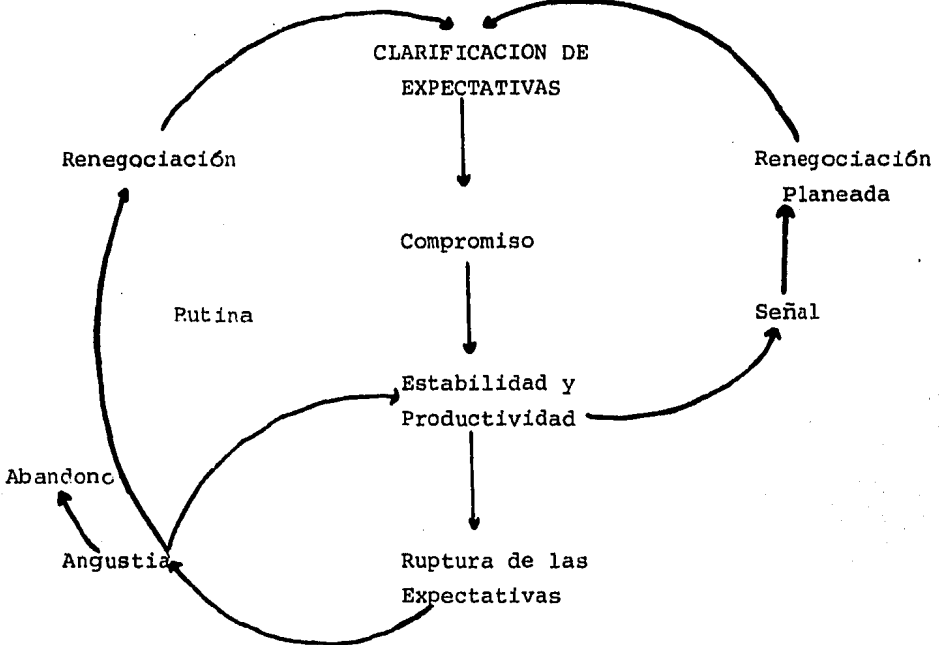 CLARIFICACION DE
EXPECTATIVAS
Renegociación
Renegociación
Planeada
Compromiso
Rutina
Señal
Estabilidad y
Productividad
Abandono
Angustia
Ruptura de las
Expectativas